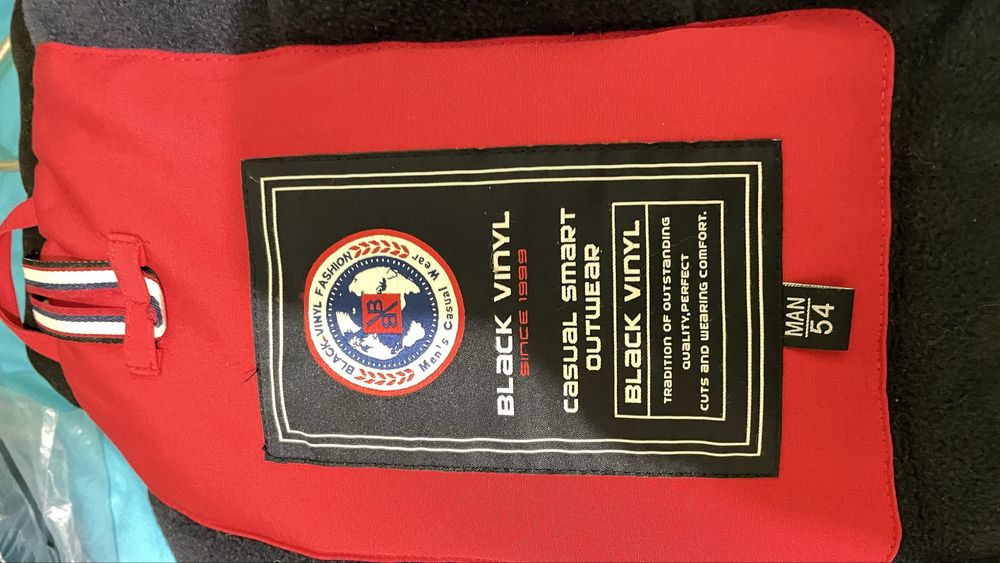 BLACK VINYL FASHION
B
B
Men's Casual Wear
BLACK VINYL
SINCE 1999
CASUAL SMART
OUTWEAR
BLACK VINYL
TRADITION OF OUTSTANDING
QUALITY,PERFECT
CUTS AND WEARING COMFORT.
MAN
54